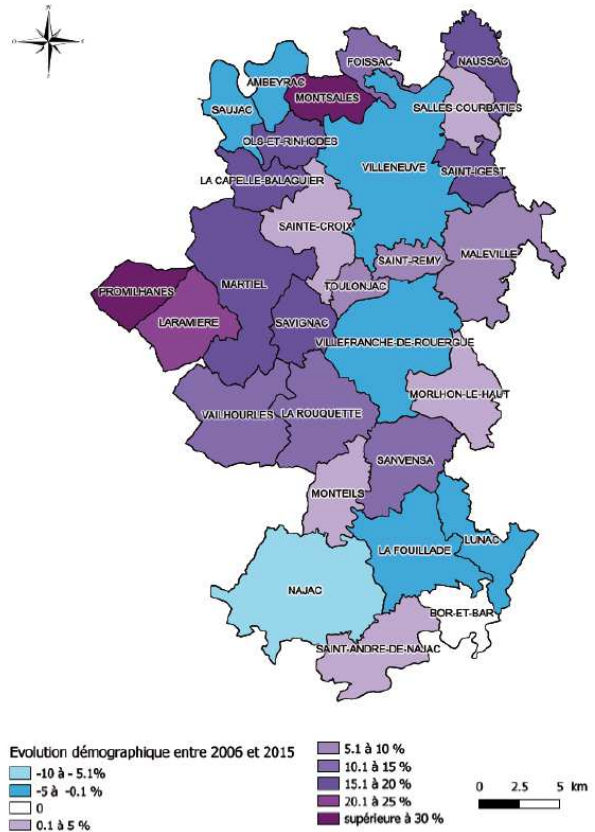 N
O
E
S
FOISSAC
NAUSSAC
AMBEYRAC
MONTSALES
SAUJAC
SALLES-COURBATIES
OLS-ET-RINHODES
VILLENEUVE
SAINT-IGEST
LA CAPELLE-BALAGUIER
SAINTE-CROIX
SAINT-REMY
MALEVILLE
MARTIEL
TOULONJAC
PROMILHANES
LARAMIERE
SAVIGNAC
VILLEFRANCHE-DE-ROUERGUE
MORLHON-LE-HAUT
VAILHOURLES
LA ROUQUETTE
SANVENSA
MONTEILS
LUNAC
LA FOUILLADE
NAJAC
BOR-ET-BAR
SAINT-ANDRE-DE-NAJAC
Evolution démographique entre 2006 et 2015
-10 à - 5.1%
-5 à -0.1 %
0
0.1 à 5 %
5.1 à 10 %
10.1 à 15 %
15.1 à 20 %
20.1 à 25 %
supérieure à 30 %
0 2.5 5 km